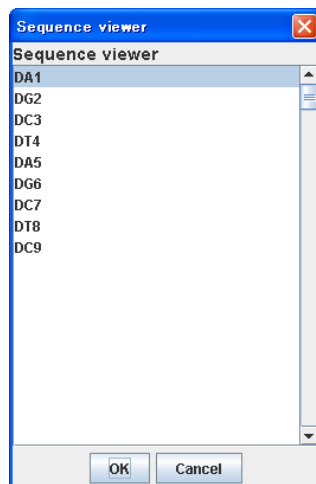 Sequence viewer
Sequence viewer
DA1
DG2
DC3
DT4
DA5
DG6
DC7
DT8
DC9
OK Cancel